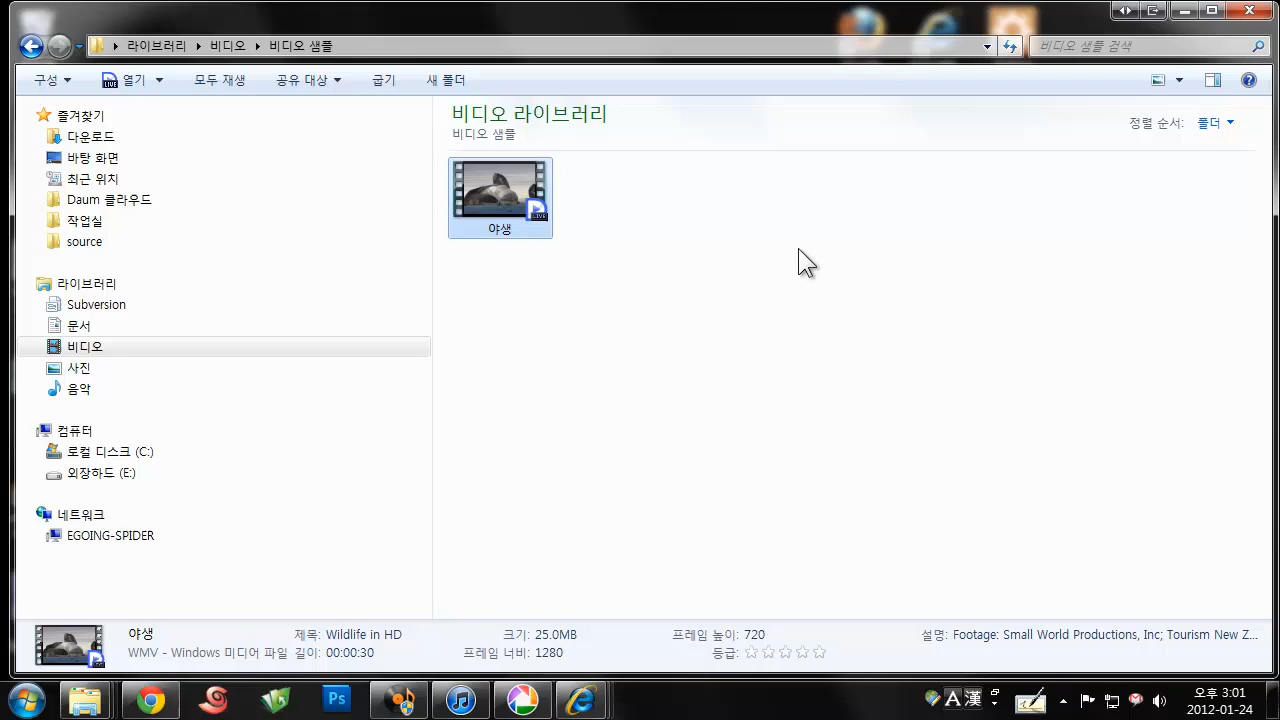 라이브러리 비디오 비디오 샘플
비디오 샘플 검색
구성 열기 모두 재생 공유 대상 굽기 새 폴더
즐겨찾기
다운로드
바탕 화면
최근 위치
Daum 클라우드
작업실
source
라이브러리
Subversion
문서
비디오
사진
음악
컴퓨터
로컬 디스크 (C:)
외장하드 (E:)
네트워크
EGOING-SPIDER
비디오 라이브러리
비디오 샘플
정렬 순서: 폴더
LIVE
야생
야생 제목: Wildlife in HD 크기: 25.0MB 프레임 높이: 720 설명: Footage: Small World Productions, Inc; Tourism New Z...
WMV - Windows 미디어 파일 길이: 00:00:30 프레임 너비: 1280 등급:
Ps
A 漢
오후 3:01
2012-01-24